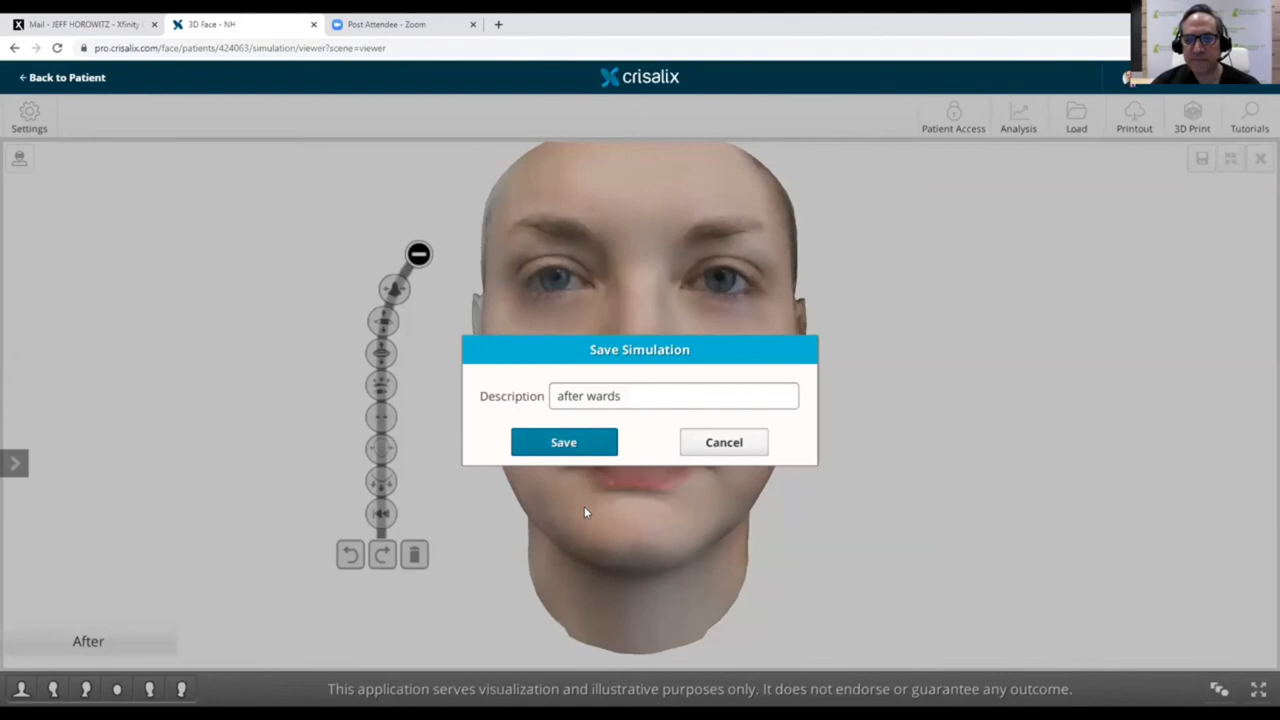 Mail - JEFF HOROWITZ - Xfinity
3D Face - NH
Post Attendee - Zoom
pro.crisalix.com/face/patients/424063/simulation/viewer?scene=viewer
Back to Patient
crisalix
Settings
Patient Access
Analysis
Load
Printout
3D Print
Tutorials
Save Simulation
Description after wards
Save Cancel
After
This application serves visualization and illustrative purposes only. It does not endorse or guarantee any outcome.